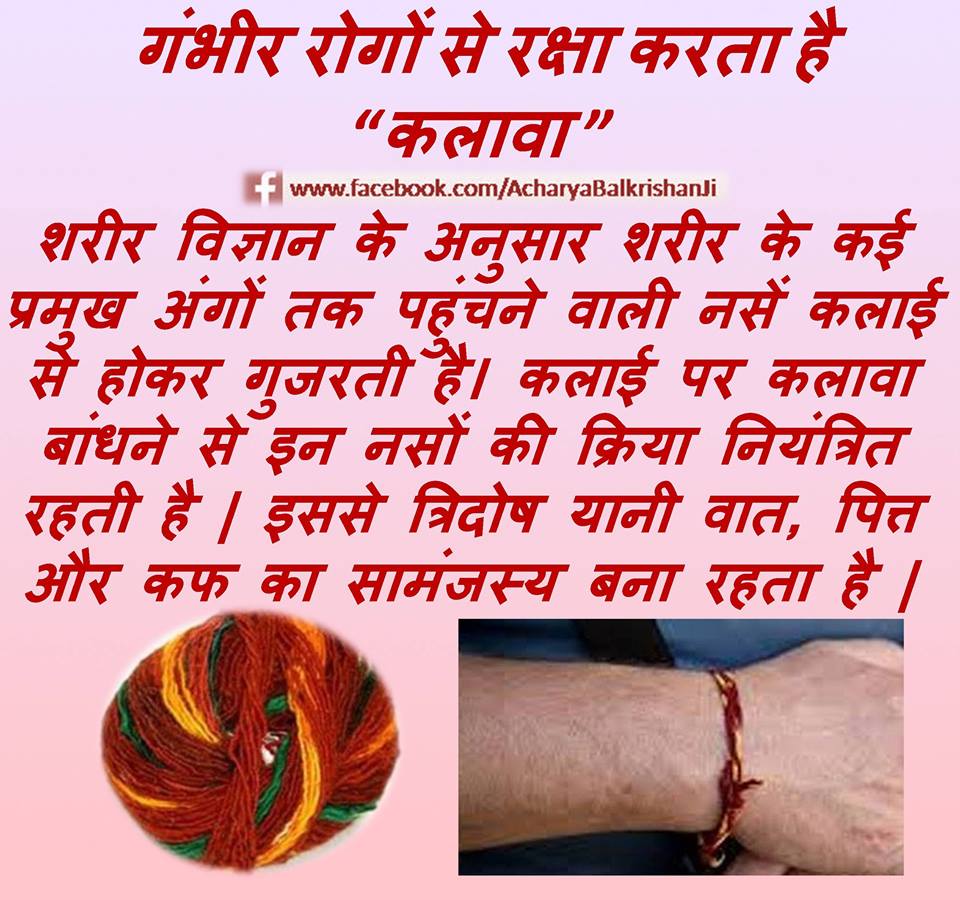 गंभीर रोगों से रक्षा करता है
“कलावा”
www.facebook.com/AcharyaBalkrishanJi
शरीर विज्ञान के अनुसार शरीर के कई
प्रमुख अंगों तक पहुंचने वाली नसें कलाई
से होकर गुजरती है। कलाई पर कलावा
बांधने से इन नसों की क्रिया नियंत्रित
रहती है | इससे त्रिदोष यानी वात, पित्त
और कफ का सामंजस्य बना रहता है |